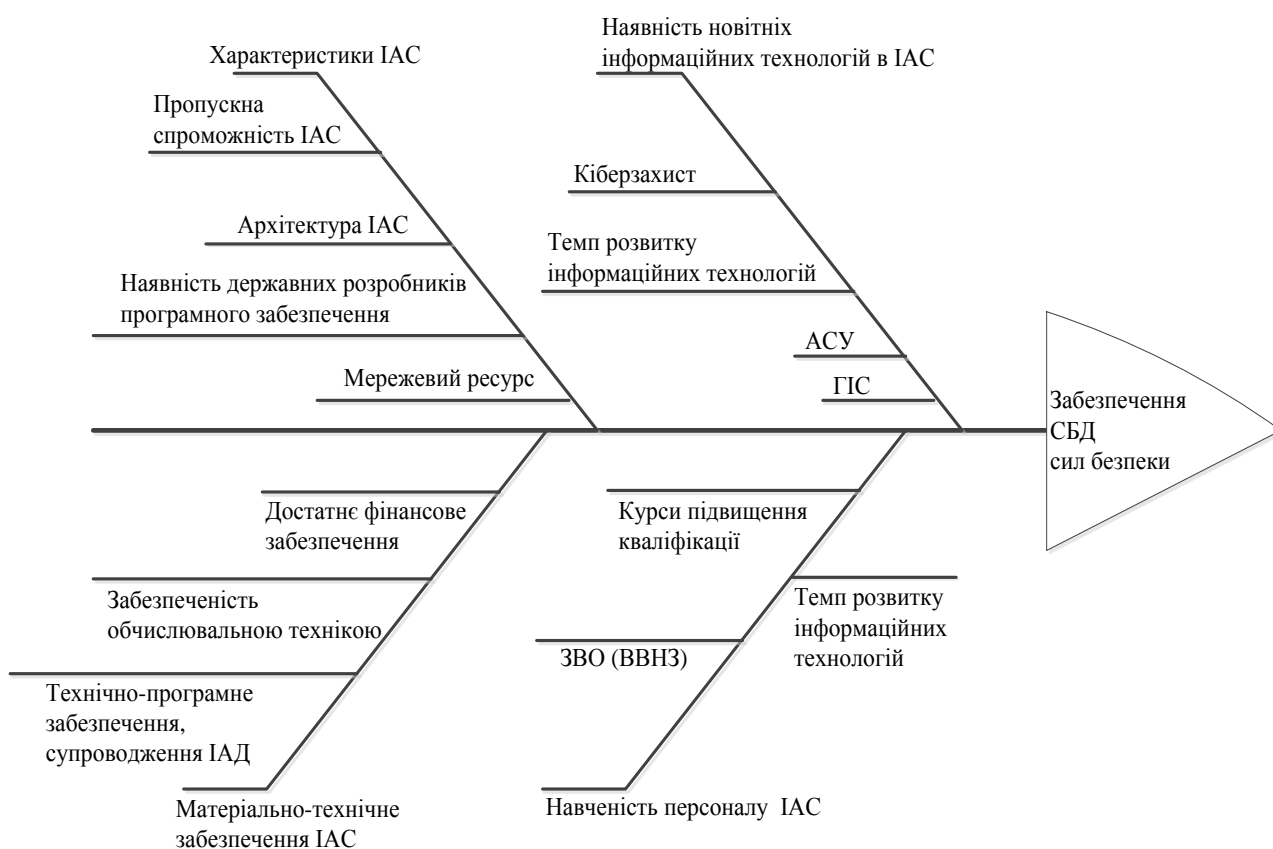 Характеристики ІАС
Пропускна
спроможність ІАС
Архітектура ІАС
Наявність державних розробників
програмного забезпечення
Мережевий ресурс
Наявність новітніх
інформаційних технологій в ІАС
Кіберзахист
Темп розвитку
інформаційних технологій
АСУ
ГІС
Забезпечення
СБД
сил безпеки
Достатнє фінансове
забезпечення
Забезпеченість
обчислювальною технікою
Технічно-програмне
забезпечення,
супроводження ІАД
Матеріально-технічне
забезпечення ІАС
Курси підвищення
кваліфікації
Темп розвитку
інформаційних
технологій
ЗВО (ВВНЗ)
Навченість персоналу ІАС